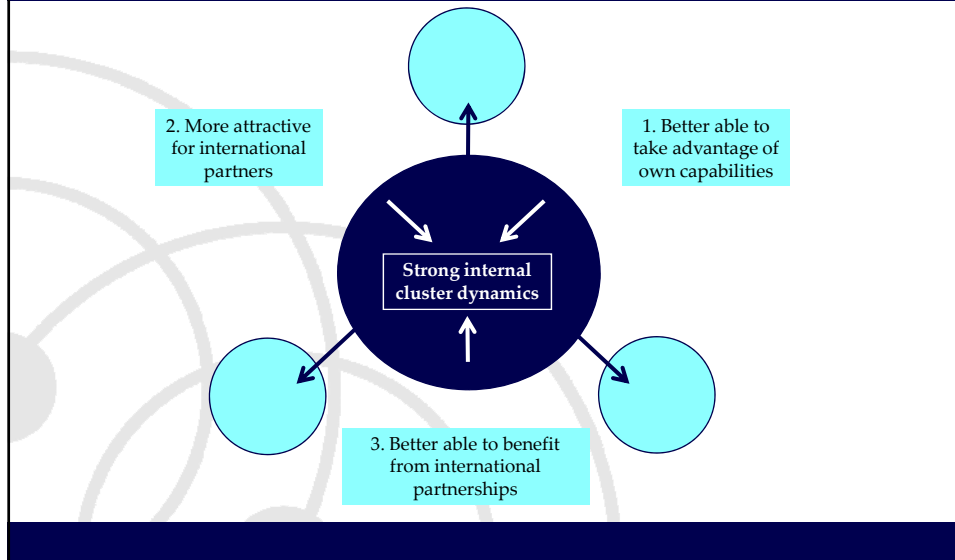 2. More attractive
for international
partners
1. Better able to
take advantage of
own capabilities
Strong internal
cluster dynamics
3. Better able to benefit
from international
partnerships